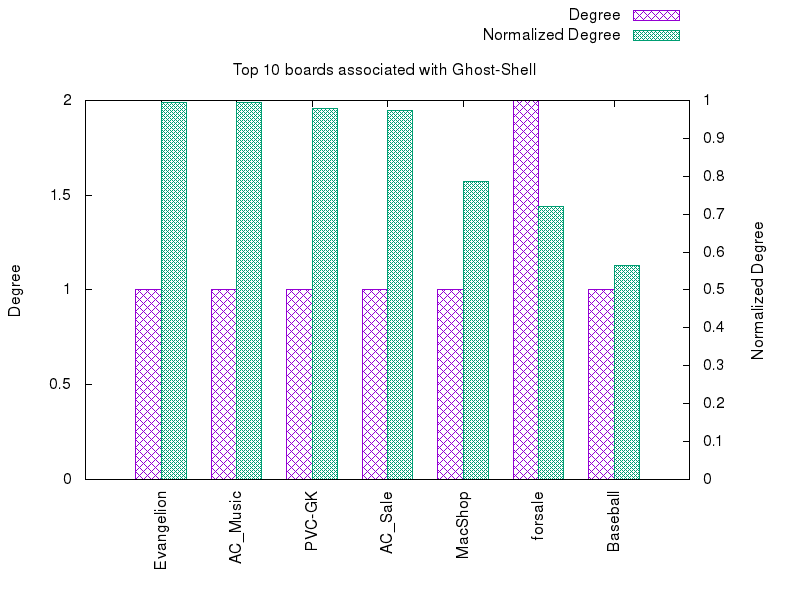 Degree
Normalized Degree
Top 10 boards associated with Ghost-Shell
2
1.5
1
0.5
0
1
0.9
0.8
0.7
0.6
0.5
0.4
0.3
0.2
0.1
0
Degree
Normalized Degree
Evangelion
AC_Music
PVC-GK
AC_Sale
MacShop
forsale
Baseball